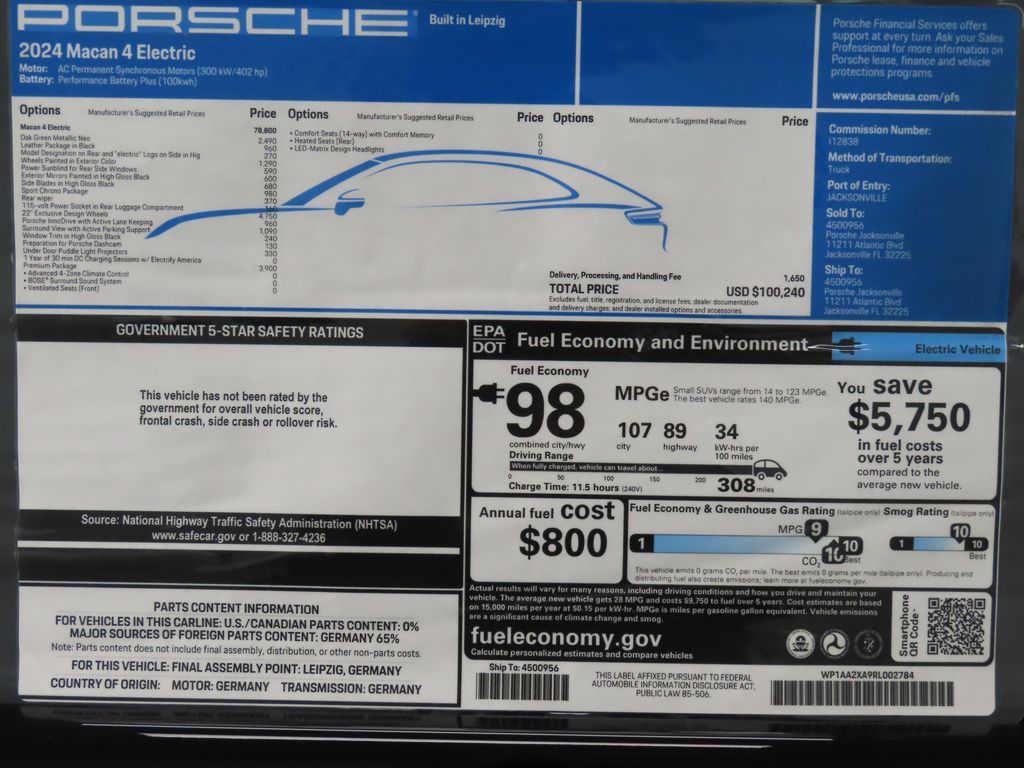 PORSCHE
Built in Leipzig
2024 Macan 4 Electric
Motor: AC Permanent Synchronous Motors (300 kW/402 hp)
Battery: Performance Battery Plus (100kwh)
Porsche Financial Services offers
support at every turn. Ask your Sales
Professional for more information on
Porsche lease, finance and vehicle
protections programs.
www.porscheusa.com/pfs
Options Manufacturer's Suggested Retail Prices Price
Macan 4 Electric 78,800
Oak Green Metallic Neo 2,490
Leather Package in Black 960
Model Designation on Rear and "electric" Logo on Side in Hig 270
Wheels Painted in Exterior Color 1,290
Power Sunblind for Rear Side Windows 590
Exterior Mirrors Painted in High Gloss Black 600
Side Blades in High Gloss Black 680
Sport Chrono Package 980
Rear wiper 370
115-volt Power Socket in Rear Luggage Compartment 160
22" Exclusive Design Wheels 4,750
Porsche InnoDrive with Active Lane Keeping 960
Surround View with Active Parking Support 1,090
Window Trim in High Gloss Black 240
Preparation for Porsche Dashcam 130
Under Door Puddle Light Projectors 330
1 Year of 30 min DC Charging Sessions w/ Electrify America 0
Premium Package 3,900
• Advanced 4-Zone Climate Control 0
• BOSE® Surround Sound System 0
• Ventilated Seats (Front) 0
Options Manufacturer's Suggested Retail Prices Price
• Comfort Seats (14-way) with Comfort Memory 0
• Heated Seats (Rear) 0
• LED-Matrix Design Headlights 0
Options Manufacturer's Suggested Retail Prices Price
Delivery, Processing, and Handling Fee 1,650
TOTAL PRICE USD $100,240
Excludes fuel, title, registration, and license fees, dealer documentation
and delivery charges; and dealer installed options and accessories.
Commission Number:
I12838
Method of Transportation:
Truck
Port of Entry:
JACKSONVILLE
Sold To:
4500956
Porsche Jacksonville
11211 Atlantic Blvd
Jacksonville FL 32225
Ship To:
4500956
Porsche Jacksonville
11211 Atlantic Blvd
Jacksonville FL 32225
GOVERNMENT 5-STAR SAFETY RATINGS
This vehicle has not been rated by the
government for overall vehicle score,
frontal crash, side crash or rollover risk.
Source: National Highway Traffic Safety Administration (NHTSA)
www.safecar.gov or 1-888-327-4236
PARTS CONTENT INFORMATION
FOR VEHICLES IN THIS CARLINE: U.S./CANADIAN PARTS CONTENT: 0%
MAJOR SOURCES OF FOREIGN PARTS CONTENT: GERMANY 65%
Note: Parts content does not include final assembly, distribution, or other non-parts costs.
FOR THIS VEHICLE: FINAL ASSEMBLY POINT: LEIPZIG, GERMANY
COUNTRY OF ORIGIN: MOTOR: GERMANY TRANSMISSION: GERMANY
EPA
DOT
Fuel Economy and Environment
Electric Vehicle
Fuel Economy
98
MPGe
Small SUVs range from 14 to 123 MPGe.
The best vehicle rates 140 MPGe.
107 89 34
combined city/hwy city highway kW-hrs per
100 miles
Driving Range
When fully charged, vehicle can travel about...
0 50 100 150 200 308 miles
Charge Time: 11.5 hours (240V)
You save
$5,750
in fuel costs
over 5 years
compared to the
average new vehicle.
Annual fuel cost
$800
Fuel Economy & Greenhouse Gas Rating (tailpipe only)
MPG 9
1 10
CO2 10 Best
Smog Rating (tailpipe only)
10
1 10
Best
This vehicle emits 0 grams CO2 per mile. The best emits 0 grams per mile (tailpipe only). Producing and
distributing fuel also create emissions; learn more at fueleconomy.gov.
Actual results will vary for many reasons, including driving conditions and how you drive and maintain your
vehicle. The average new vehicle gets 28 MPG and costs $9,750 to fuel over 5 years. Cost estimates are based
on 15,000 miles per year at $0.15 per kW-hr. MPGe is miles per gasoline gallon equivalent. Vehicle emissions
are a significant cause of climate change and smog.
fueleconomy.gov
Calculate personalized estimates and compare vehicles
Smartphone
QR Code
Ship To: 4500956
THIS LABEL AFFIXED PURSUANT TO FEDERAL
AUTOMOBILE INFORMATION DISCLOSURE ACT,
PUBLIC LAW 85-506.
WP1AA2XA9RL002784